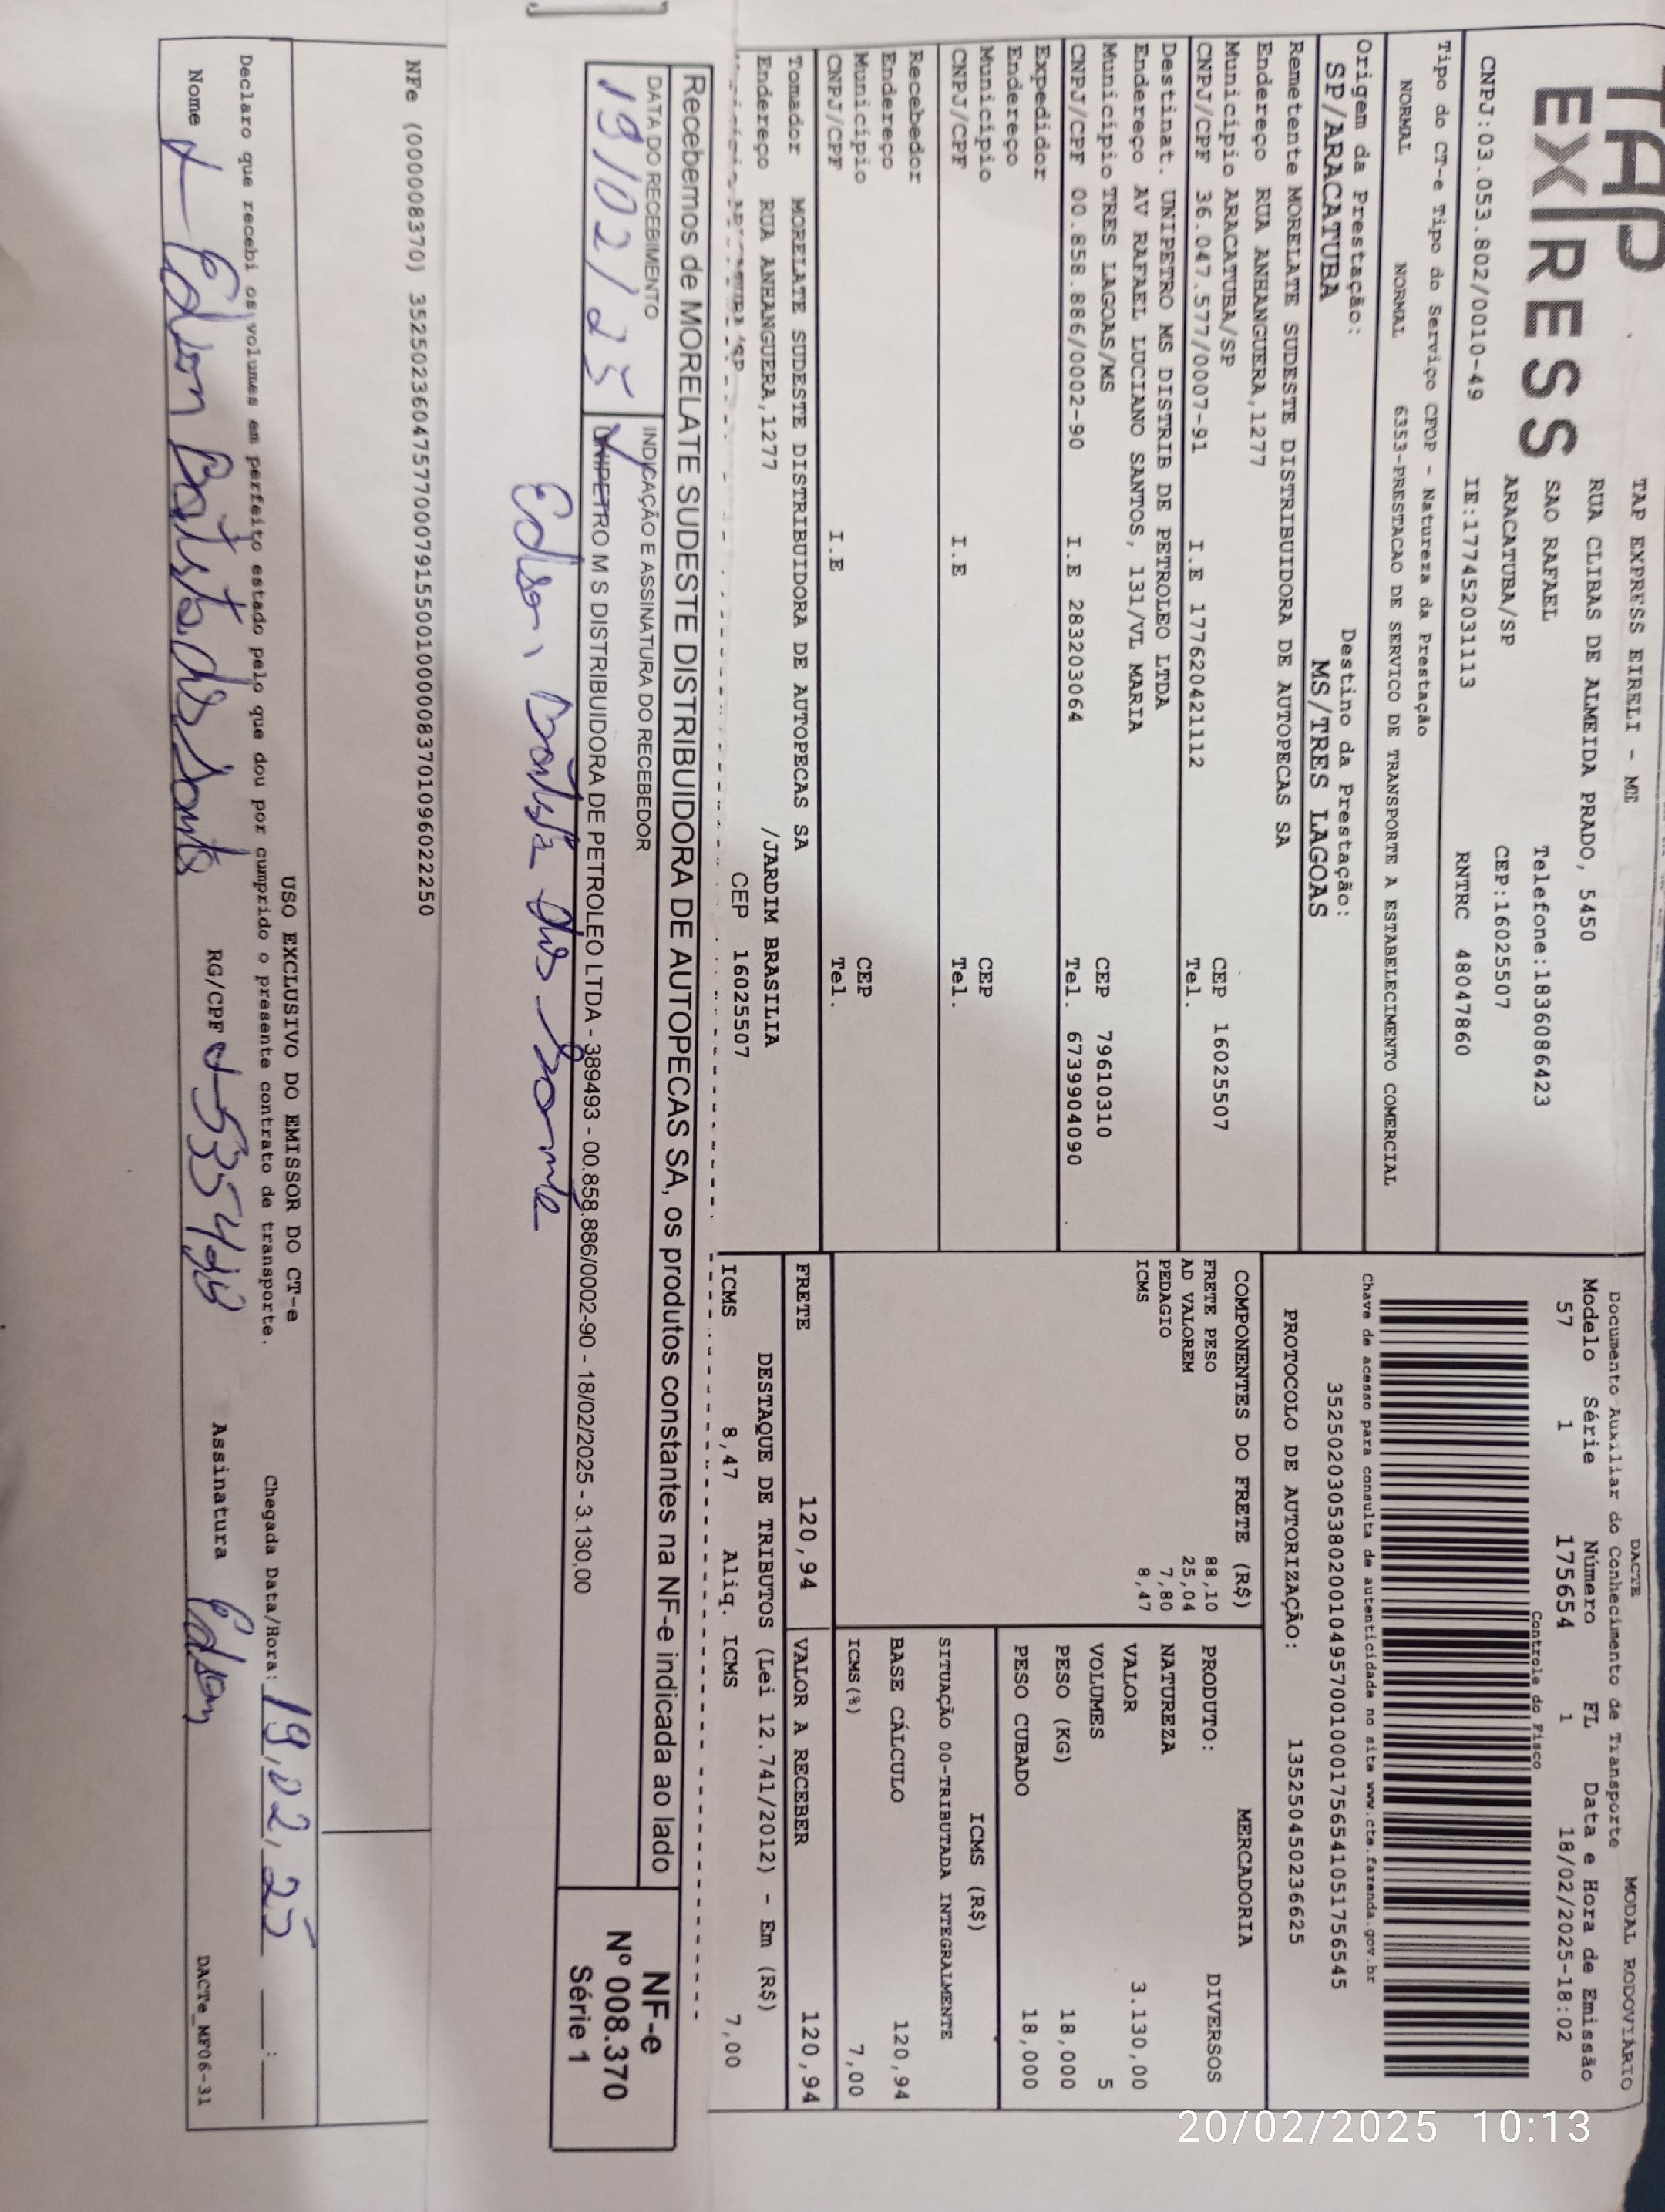 TAP
EXPRESS
TAP EXPRESS EIRELI - ME
RUA CLIBAS DE ALMEIDA PRADO, 5450
SAO RAFAEL Telefone:1836086423
ARACATUBA/SP CEP:16025507
CNPJ:03.053.802/0010-49 IE:177452031113 RNTRC 48047860
DACTE MODAL RODOVIÁRIO
Documento Auxiliar do Conhecimento de Transporte
Modelo Série Número FL Data e Hora de Emissão
57 1 175654 1 18/02/2025-18:02
Controle do Fisco
Tipo do CT-e Tipo do Serviço CFOP - Natureza da Prestação
NORMAL NORMAL 6353-PRESTACAO DE SERVICO DE TRANSPORTE A ESTABELECIMENTO COMERCIAL
Chave de acesso para consulta de autenticidade no site www.cte.fazenda.gov.br
35250203053802001049570010001756541051756545
Origem da Prestação: Destino da Prestação:
SP/ARACATUBA MS/TRES LAGOAS
PROTOCOLO DE AUTORIZAÇÃO: 135250450236625
Remetente MORELATE SUDESTE DISTRIBUIDORA DE AUTOPECAS SA
Endereço RUA ANHANGUERA,1277
Município ARACATUBA/SP CEP 16025507
CNPJ/CPF 36.047.577/0007-91 I.E 177620421112 Tel.
Destinat. UNIPETRO MS DISTRIB DE PETROLEO LTDA
Endereço AV RAFAEL LUCIANO SANTOS, 131/VL MARIA
Município TRES LAGOAS/MS CEP 79610310
CNPJ/CPF 00.858.886/0002-90 I.E 283203064 Tel. 6739904090
Expedidor
Endereço
Município CEP
CNPJ/CPF I.E Tel.
Recebedor
Endereço
Município CEP
CNPJ/CPF I.E Tel.
Tomador MORELATE SUDESTE DISTRIBUIDORA DE AUTOPECAS SA
Endereço RUA ANHANGUERA,1277 /JARDIM BRASILIA
CEP 16025507
COMPONENTES DO FRETE (R$)
FRETE PESO 88,10
AD VALOREM 25,04
PEDAGIO 7,80
ICMS 8,47
MERCADORIA
PRODUTO: DIVERSOS
NATUREZA
VALOR 3.130,00
VOLUMES 5
PESO (KG) 18,000
PESO CUBADO 18,000
ICMS (R$)
SITUAÇÃO 00-TRIBUTADA INTEGRALMENTE
BASE CÁLCULO 120,94
ICMS(%) 7,00
FRETE 120,94 VALOR A RECEBER 120,94
DESTAQUE DE TRIBUTOS (Lei 12.741/2012) - Em (R$)
ICMS 8,47 Aliq. ICMS 7,00
Recebemos de MORELATE SUDESTE DISTRIBUIDORA DE AUTOPECAS SA, os produtos constantes na NF-e indicada ao lado
DATA DO RECEBIMENTO INDICAÇÃO E ASSINATURA DO RECEBEDOR
19/02/25 UNIPETRO M S DISTRIBUIDORA DE PETROLEO LTDA - 389493 - 00.858.886/0002-90 - 18/02/2025 - 3.130,00
NF-e
Nº 008.370
Série 1
Edson Batista dos Santos
NFe (000008370) 35250236047577000791550010000083701096022250
USO EXCLUSIVO DO EMISSOR DO CT-e
Declaro que recebi os volumes em perfeito estado pelo que dou por cumprido o presente contrato de transporte. Chegada Data/Hora: 19,02,25 __:__
Nome Edson Batista dos Santos RG/CPF Assinatura Edson DACTe_MF06-31
20/02/2025 10:13